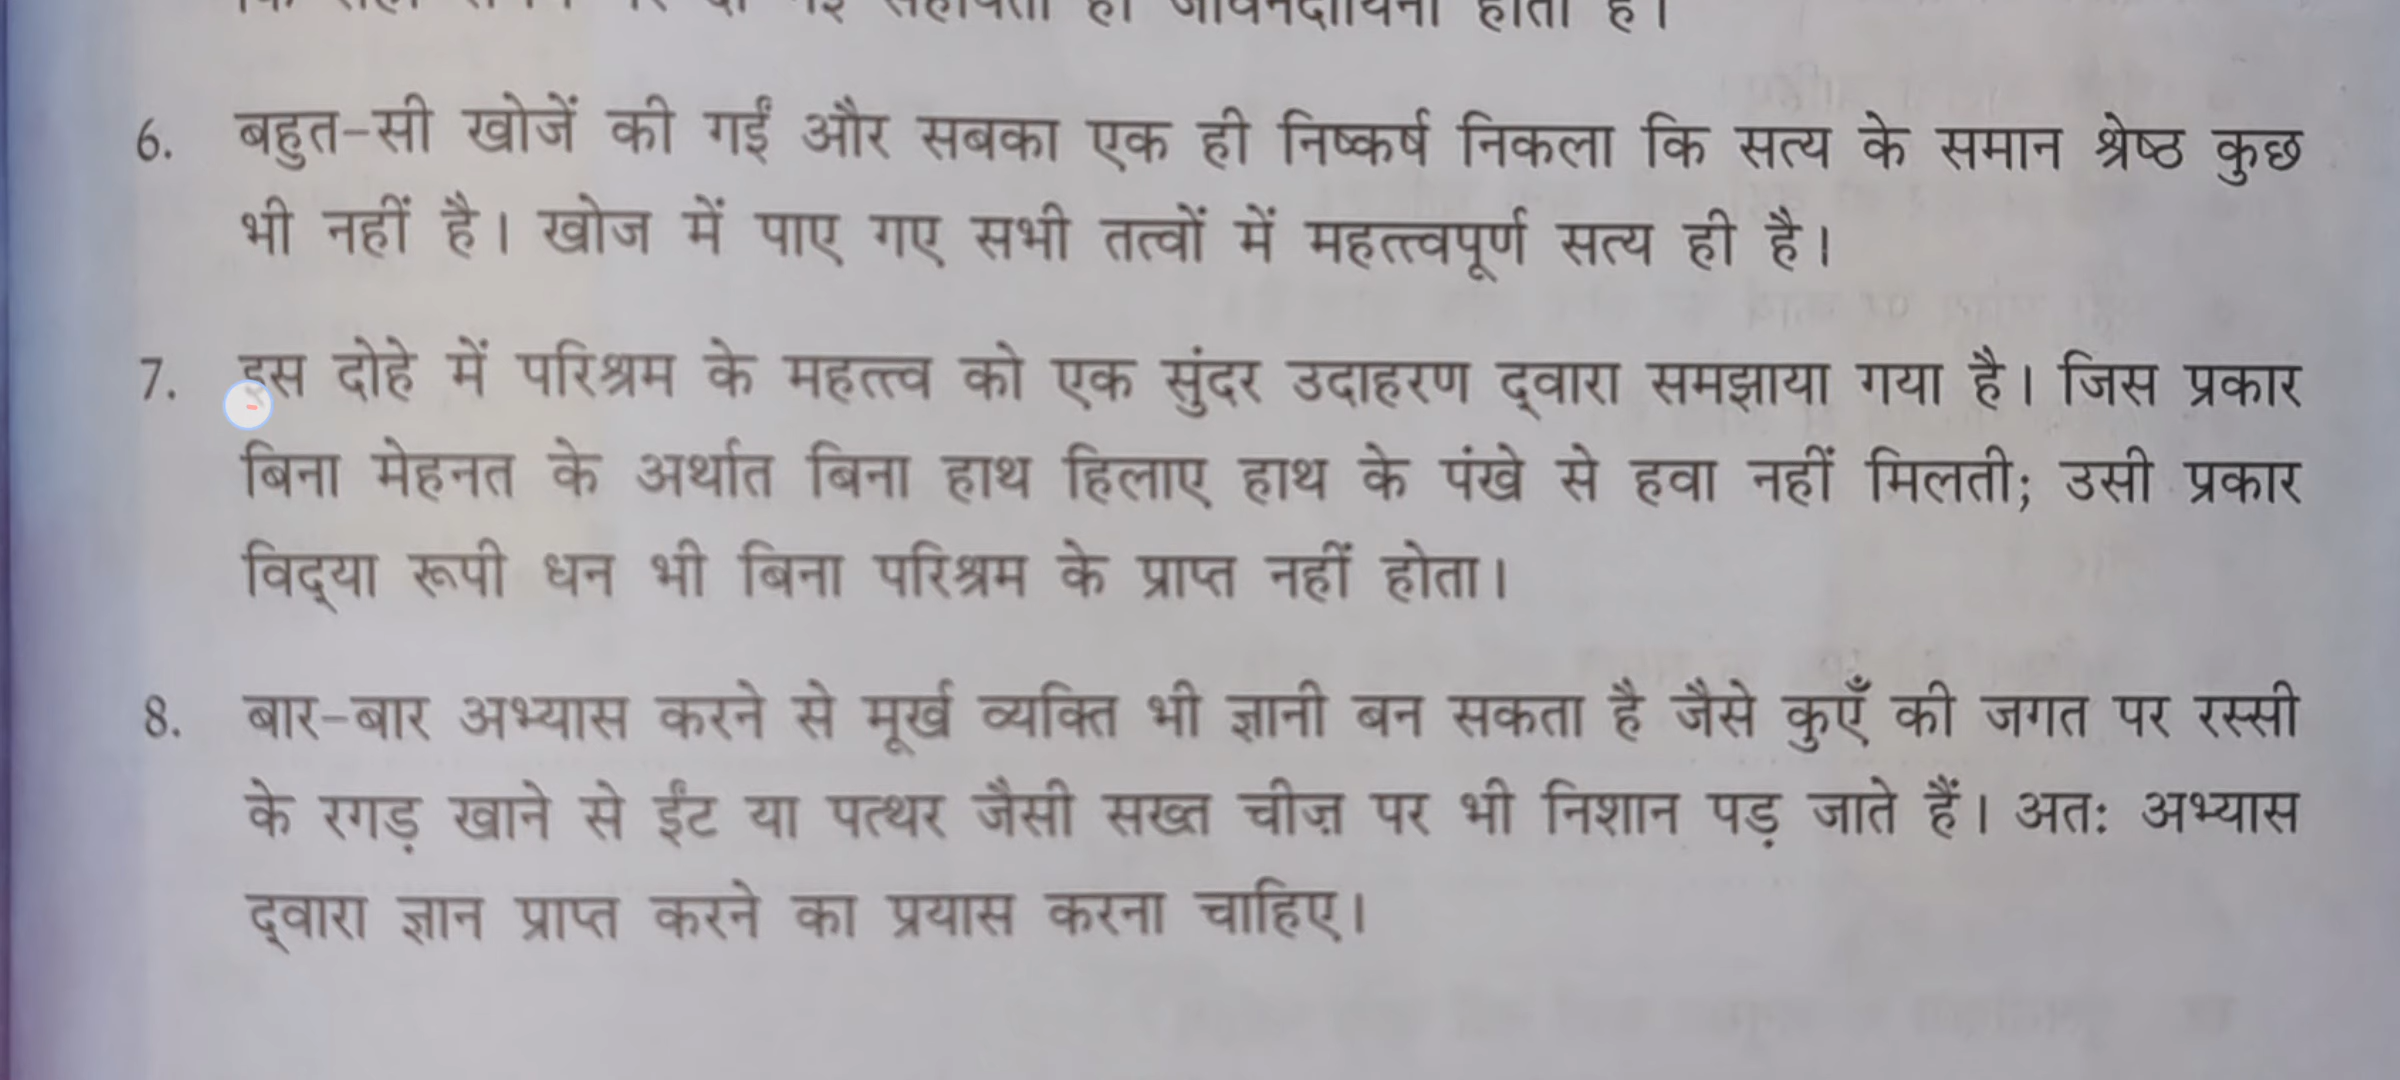 ही जीवनदायिनी होती है।
6. बहुत-सी खोजें की गईं और सबका एक ही निष्कर्ष निकला कि सत्य के समान श्रेष्ठ कुछ
भी नहीं है। खोज में पाए गए सभी तत्वों में महत्त्वपूर्ण सत्य ही है।
7. इस दोहे में परिश्रम के महत्त्व को एक सुंदर उदाहरण द्‌वारा समझाया गया है। जिस प्रकार
बिना मेहनत के अर्थात बिना हाथ हिलाए हाथ के पंखे से हवा नहीं मिलती; उसी प्रकार
विद्‌या रूपी धन भी बिना परिश्रम के प्राप्त नहीं होता।
8. बार-बार अभ्यास करने से मूर्ख व्यक्ति भी ज्ञानी बन सकता है जैसे कुएँ की जगत पर रस्सी
के रगड़ खाने से ईंट या पत्थर जैसी सख्त चीज़ पर भी निशान पड़ जाते हैं। अतः अभ्यास
द्‌वारा ज्ञान प्राप्त करने का प्रयास करना चाहिए।